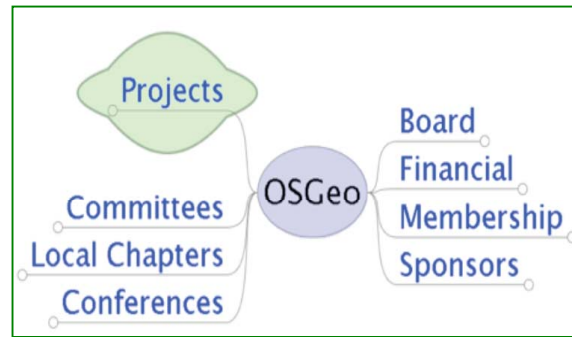 Projects
Committees
Local Chapters
Conferences
OSGeo
Board
Financial
Membership
Sponsors